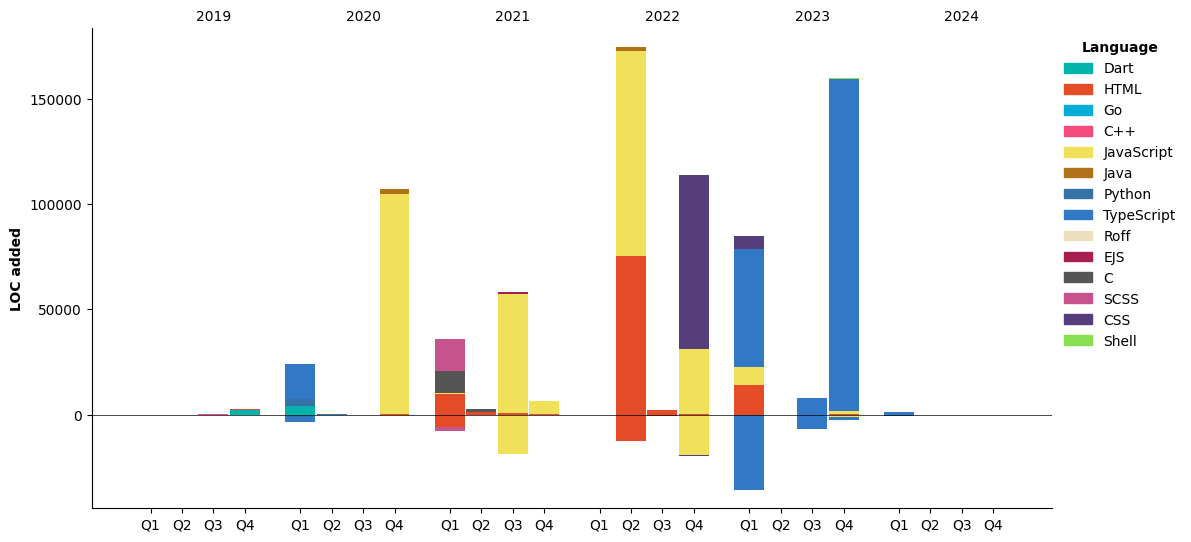 2019 2020 2021 2022 2023 2024
LOC added
150000
100000
50000
0
Q1 Q2 Q3 Q4 Q1 Q2 Q3 Q4 Q1 Q2 Q3 Q4 Q1 Q2 Q3 Q4 Q1 Q2 Q3 Q4 Q1 Q2 Q3 Q4
Language
Dart
HTML
Go
C++
JavaScript
Java
Python
TypeScript
Roff
EJS
C
SCSS
CSS
Shell